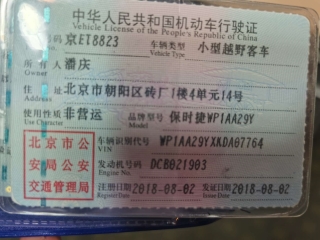 中华人民共和国机动车行驶证
Vehicle License of the People's Republic of China
号码 京ET8823 车辆类型 小型越野客车
Vehicle Type
所有人 潘庆
Owner
住址 北京市朝阳区砖厂1楼4单元14号
Address
使用性质 非营运 品牌型号 保时捷WP1AA29Y
Use Character
北京市公安局公安交通管理局
车辆识别代号 WP1AA29YXKDA07764
VIN
发动机号码 DCB021903
Engine No.
注册日期 2018-08-02 发证日期 2018-08-02
Register Date Issue Date